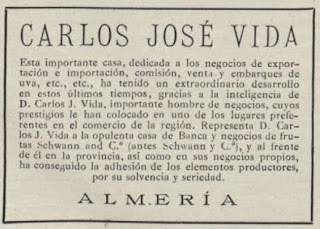 CARLOS JOSÉ VIDA
Esta importante casa, dedicada a los negocios de expor-
tación e importación, comisión, venta y embarques de
uva, etc., etc., ha tenido un extraordinario desarrollo
en estos últimos tiempos, gracias a la inteligencia de
D. Carlos J. Vida, importante hombre de negocios, cuyos
prestigios le han colocado en uno de los lugares prefe-
rentes en el comercio de la región. Representa D. Car-
los J. Vida a la opulenta casa de Banca y negocios de fru-
tas Schwann and C.ª (antes Schwann y C.ª), y al frente
de él en la provincia, así como en sus negocios propios,
ha conseguido la adhesión de los elementos productores,
por su solvencia y seriedad.
ALMERÍA